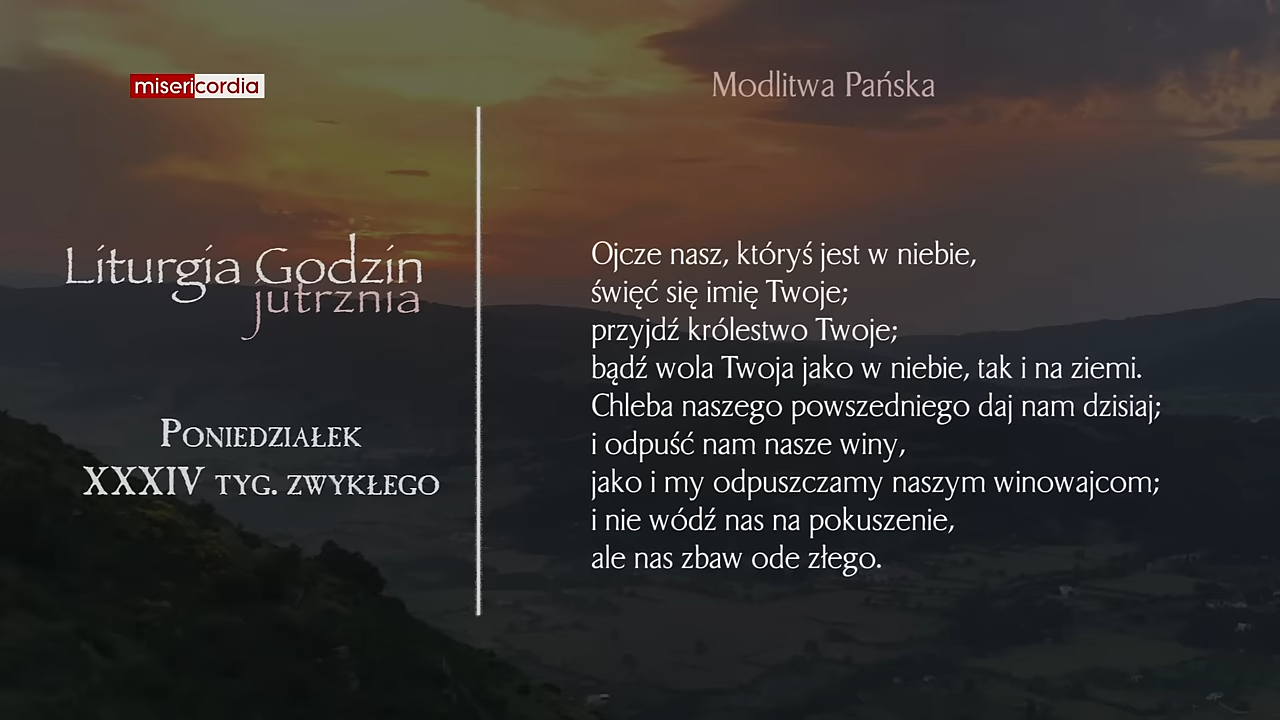 misericordia
Liturgia Godzin
jutrznia
Poniedziałek
XXXIV tyg. zwykłego
Modlitwa Pańska
Ojcze nasz, któryś jest w niebie,
święć się imię Twoje;
przyjdź królestwo Twoje;
bądź wola Twoja jako w niebie, tak i na ziemi.
Chleba naszego powszedniego daj nam dzisiaj;
i odpuść nam nasze winy,
jako i my odpuszczamy naszym winowajcom;
i nie wódź nas na pokuszenie,
ale nas zbaw ode złego.